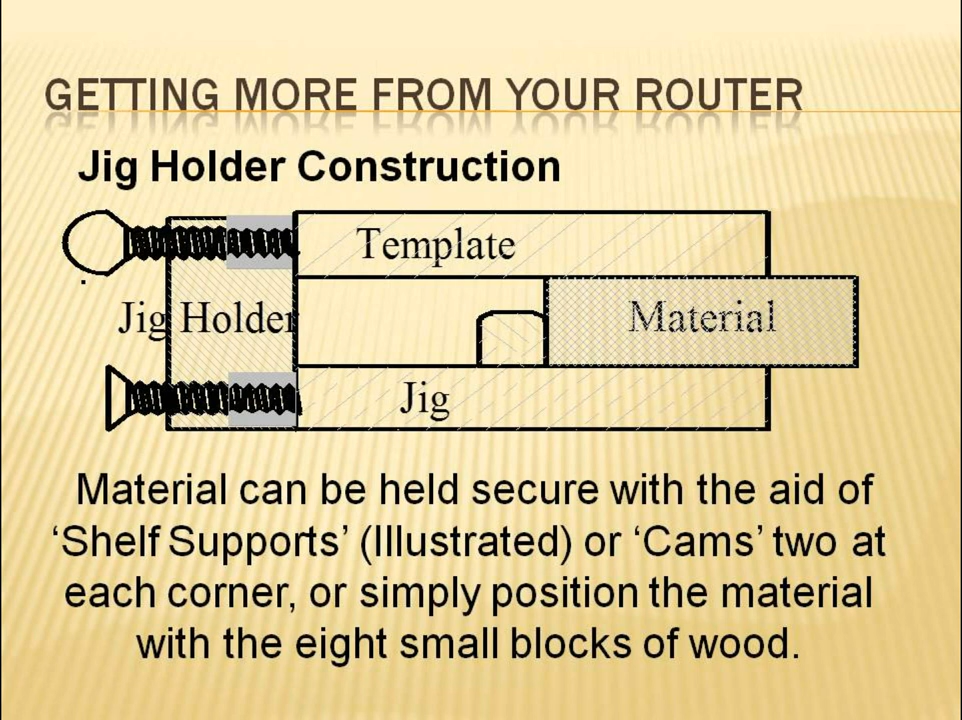 GETTING MORE FROM YOUR ROUTER
Jig Holder Construction
Template
Jig Holder
Material
Jig
Material can be held secure with the aid of
‘Shelf Supports’ (Illustrated) or ‘Cams’ two at
each corner, or simply position the material
with the eight small blocks of wood.